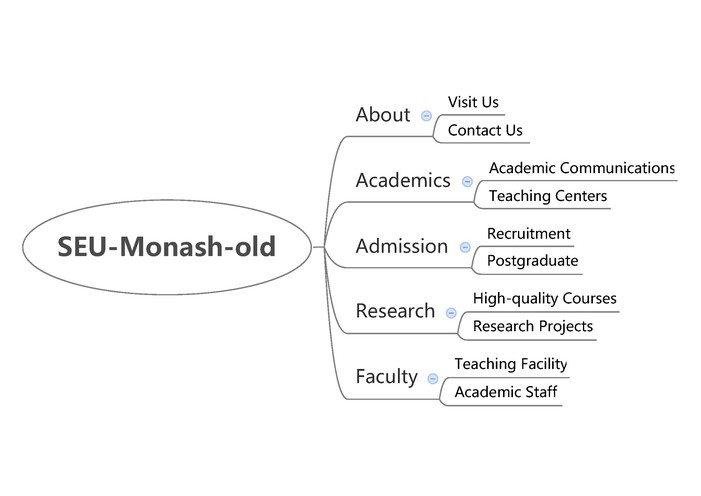 SEU-Monash-old
About
Visit Us
Contact Us
Academics
Academic Communications
Teaching Centers
Admission
Recruitment
Postgraduate
Research
High-quality Courses
Research Projects
Faculty
Teaching Facility
Academic Staff